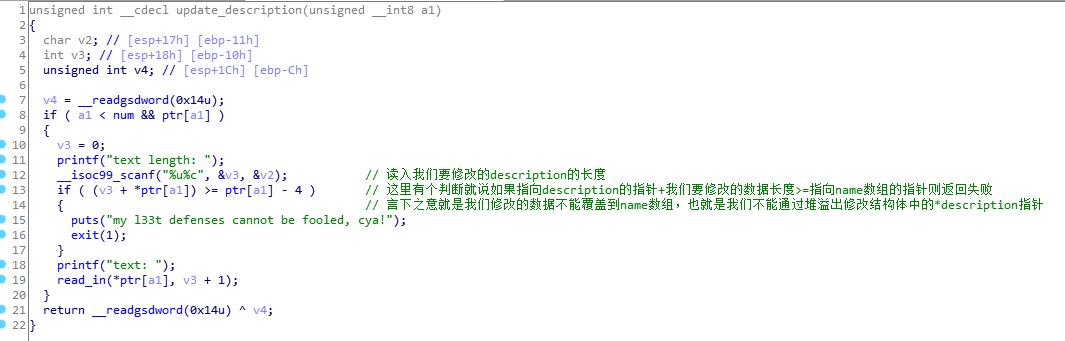 1 unsigned int __cdecl update_description(unsigned __int8 a1)
2 {
3 char v2; // [esp+17h] [ebp-11h]
4 int v3; // [esp+18h] [ebp-10h]
5 unsigned int v4; // [esp+1Ch] [ebp-Ch]
6
7 v4 = __readgsdword(0x14u);
8 if ( a1 < num && ptr[a1] )
9 {
10 v3 = 0;
11 printf("text length: ");
12 __isoc99_scanf("%u%c", &v3, &v2); // 读入我们要修改的description的长度
13 if ( (v3 + *ptr[a1]) >= ptr[a1] - 4 ) // 这里有个判断就说如果指向description的指针+我们要修改的数据长度>=指向name数组的指针则返回失败
14 { // 言下之意就是我们修改的数据不能覆盖到name数组，也就是我们不能通过堆溢出修改结构体中的*description指针
15 puts("my l33t defenses cannot be fooled, cya!");
16 exit(1);
17 }
18 printf("text: ");
19 read_in(*ptr[a1], v3 + 1);
20 }
21 return __readgsdword(0x14u) ^ v4;
22 }